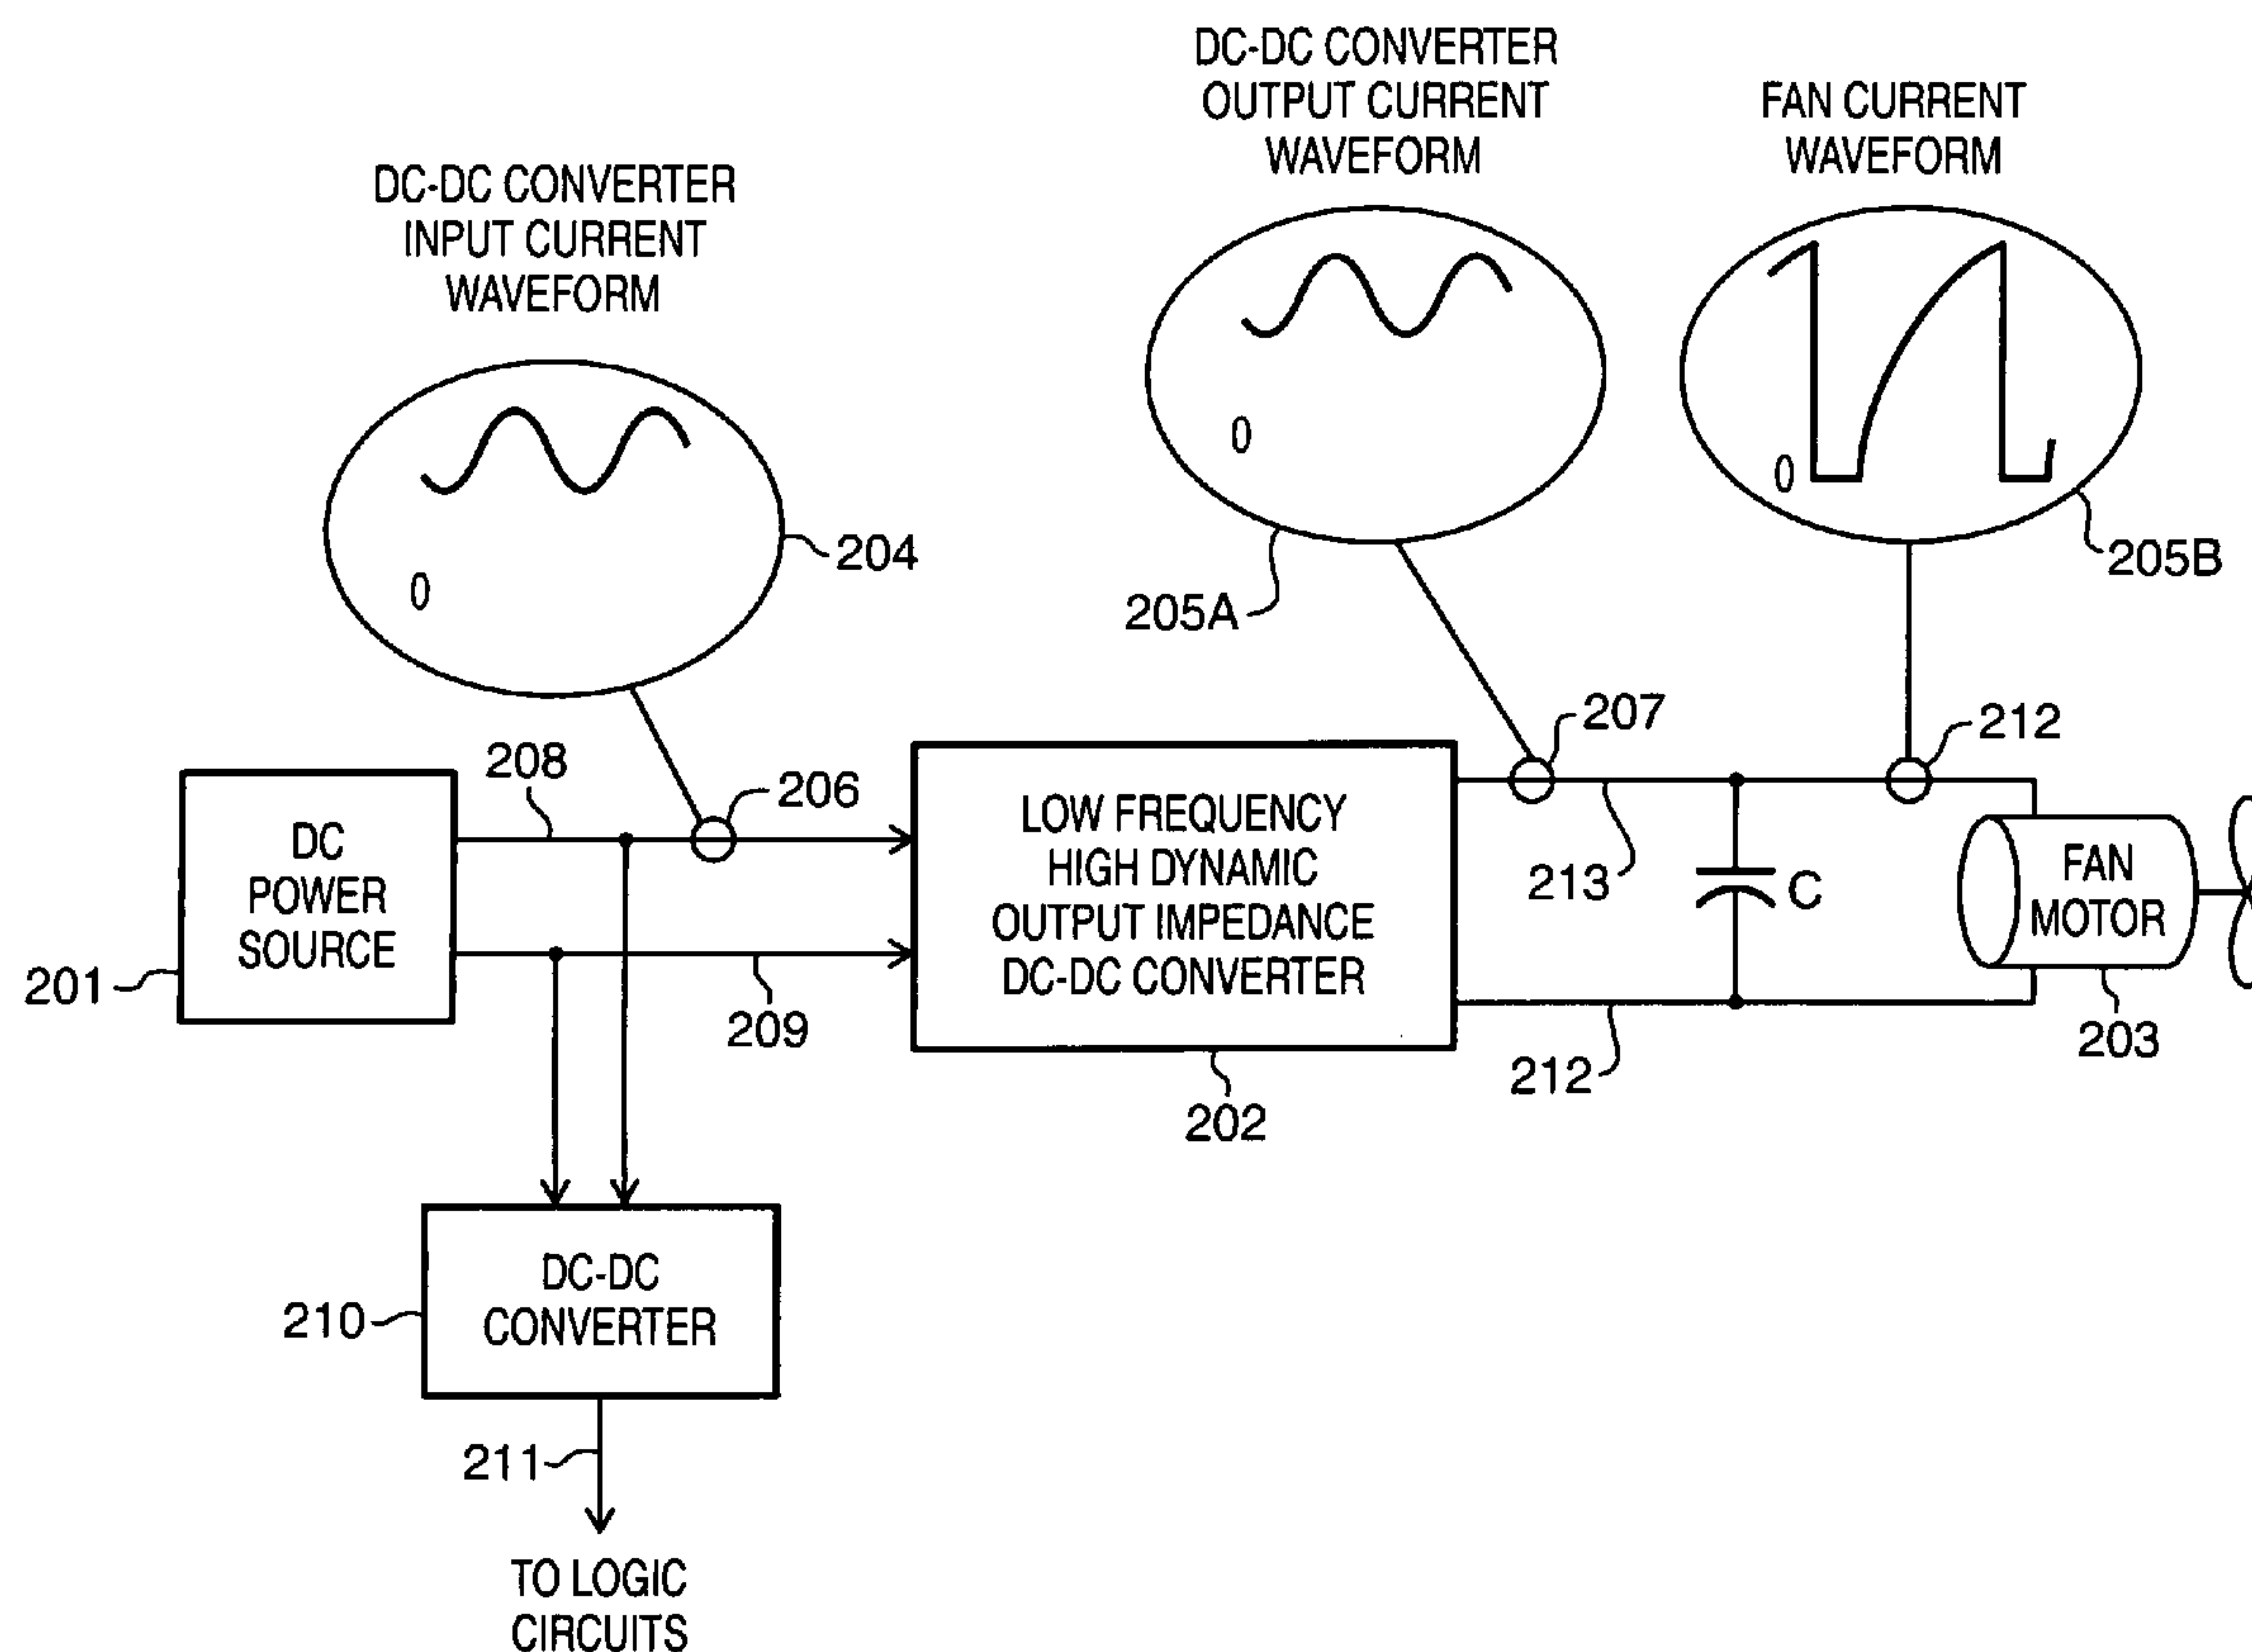 DC-DC CONVERTER
OUTPUT CURRENT
WAVEFORM
FAN CURRENT
WAVEFORM
DC-DC CONVERTER
INPUT CURRENT
WAVEFORM
0
204
0
205A
0
205B
208
206
207
212
DC
POWER
SOURCE
201
209
LOW FREQUENCY
HIGH DYNAMIC
OUTPUT IMPEDANCE
DC-DC CONVERTER
202
213
C
FAN
MOTOR
203
212
DC-DC
CONVERTER
210
211
TO LOGIC
CIRCUITS